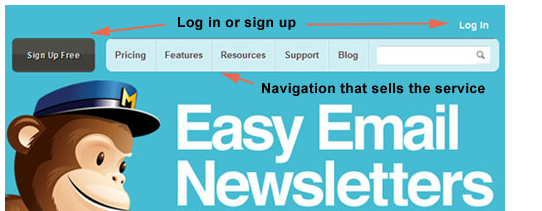 Log in or sign up
Log In
Sign Up Free
Pricing Features Resources Support Blog
Navigation that sells the service
M
Easy Email
Newsletters